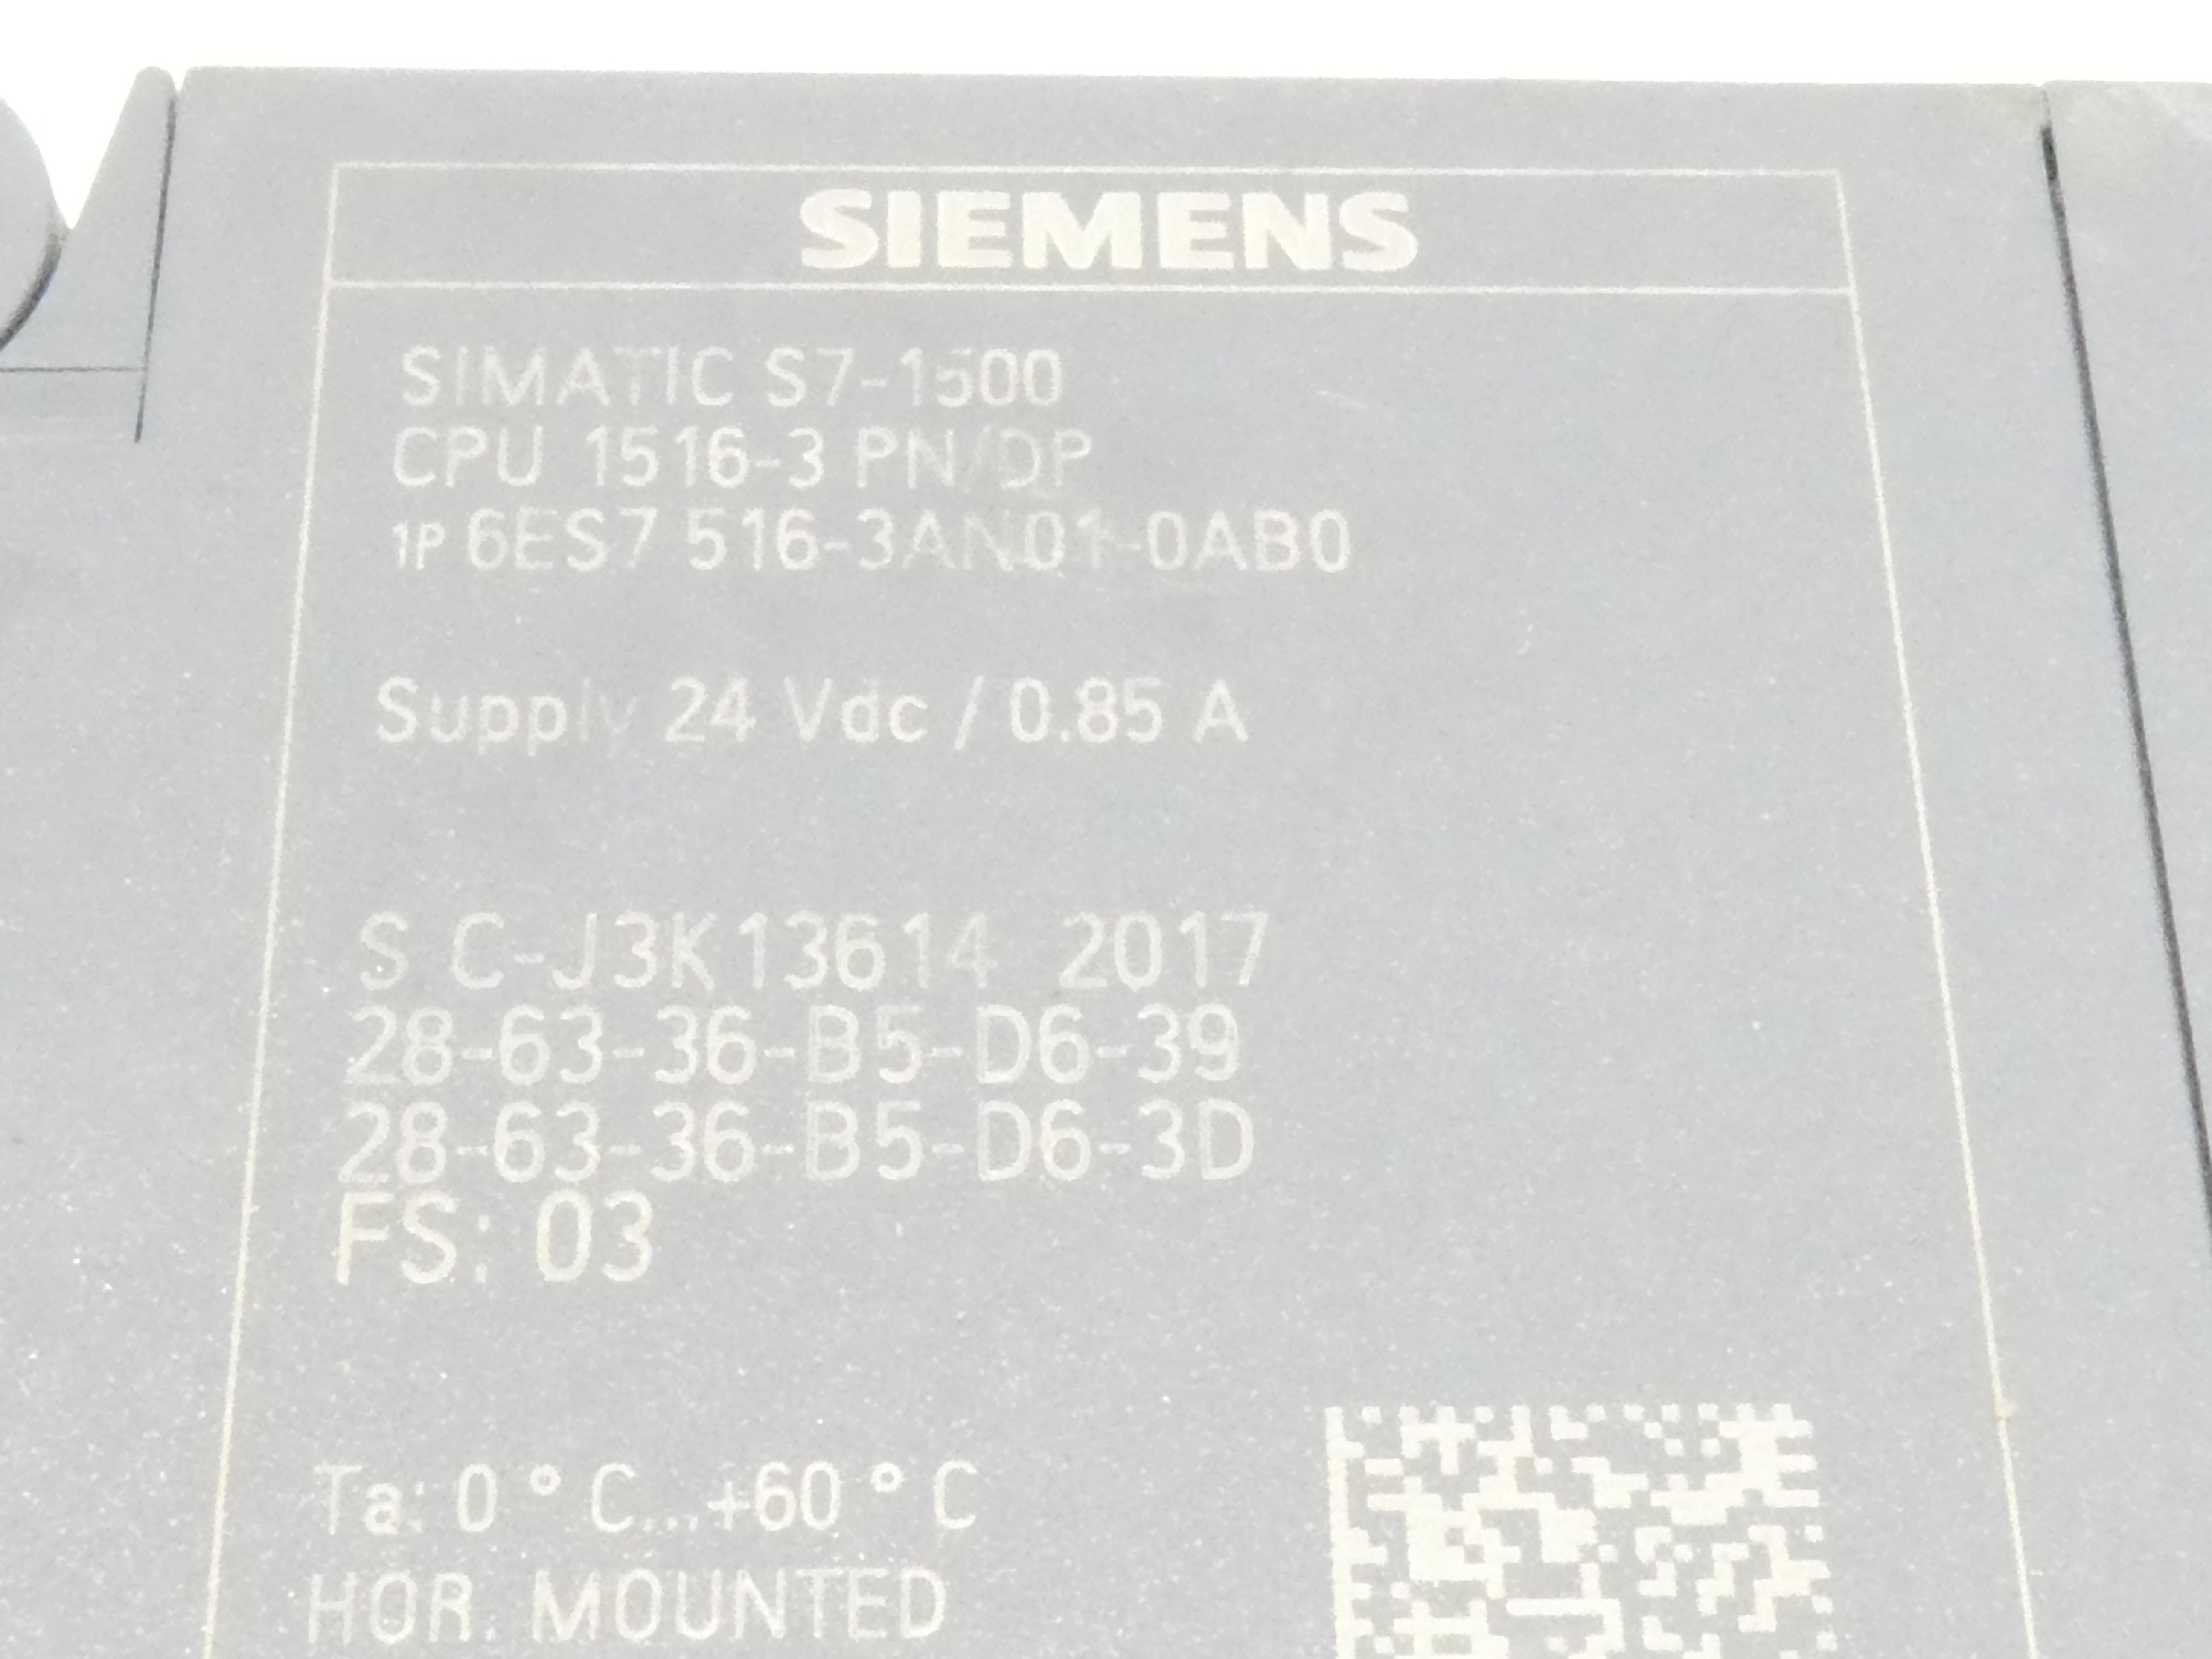 SIEMENS
SIMATIC S7-1500
CPU 1516-3 PN/DP
1P 6ES7 516-3AN01-0AB0
Supply 24 Vdc / 0.85 A
S C-J3K13614 2017
28-63-36-B5-D6-39
28-63-36-B5-D6-3D
FS: 03
Ta: 0 ° C...+60 ° C
HOR. MOUNTED